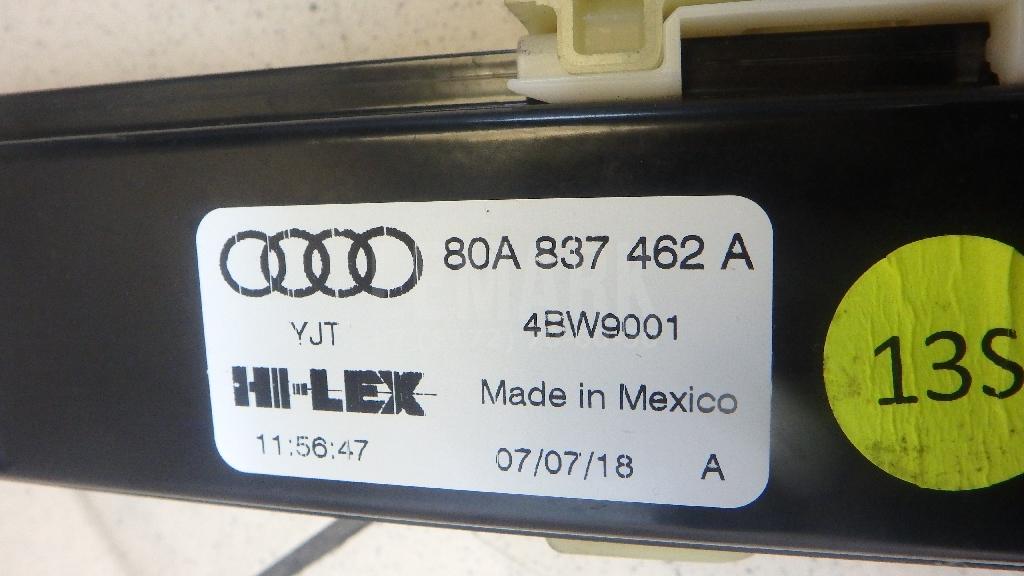 80A 837 462 A
YJT 4BW9001
HI-LEX Made in Mexico
11:56:47 07/07/18 A
13S